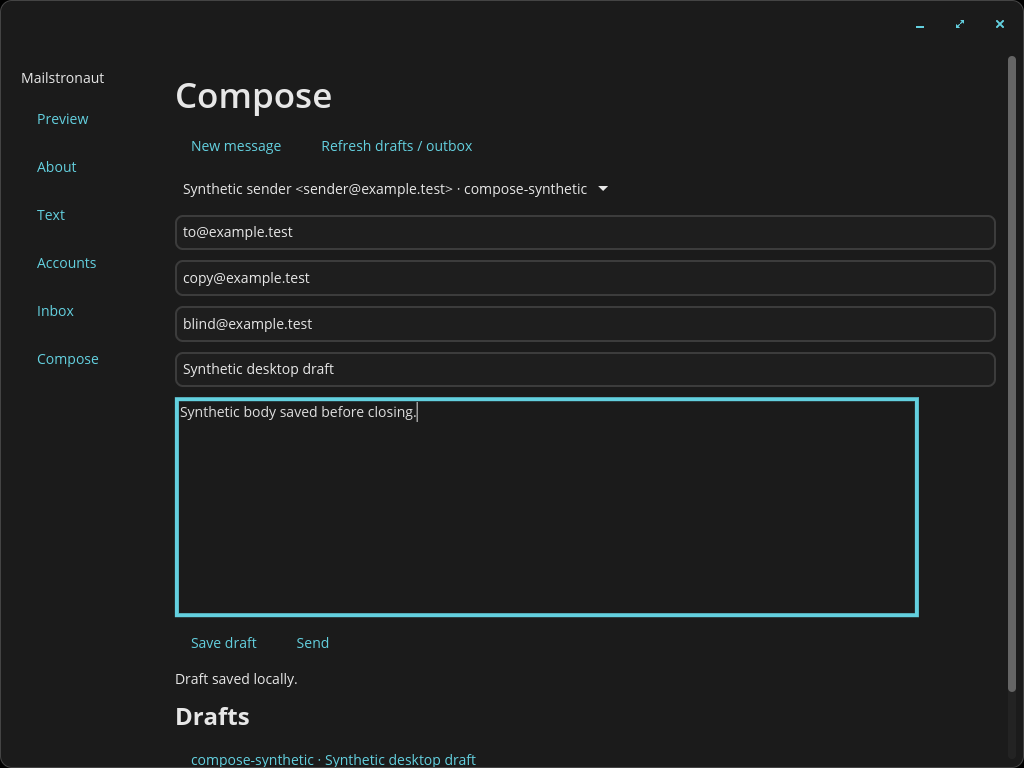 Mailstronaut
Preview
About
Text
Accounts
Inbox
Compose
Compose
New message
Refresh drafts / outbox
Synthetic sender <sender@example.test> · compose-synthetic
to@example.test
copy@example.test
blind@example.test
Synthetic desktop draft
Synthetic body saved before closing.
Save draft
Send
Draft saved locally.
Drafts
compose-synthetic · Synthetic desktop draft